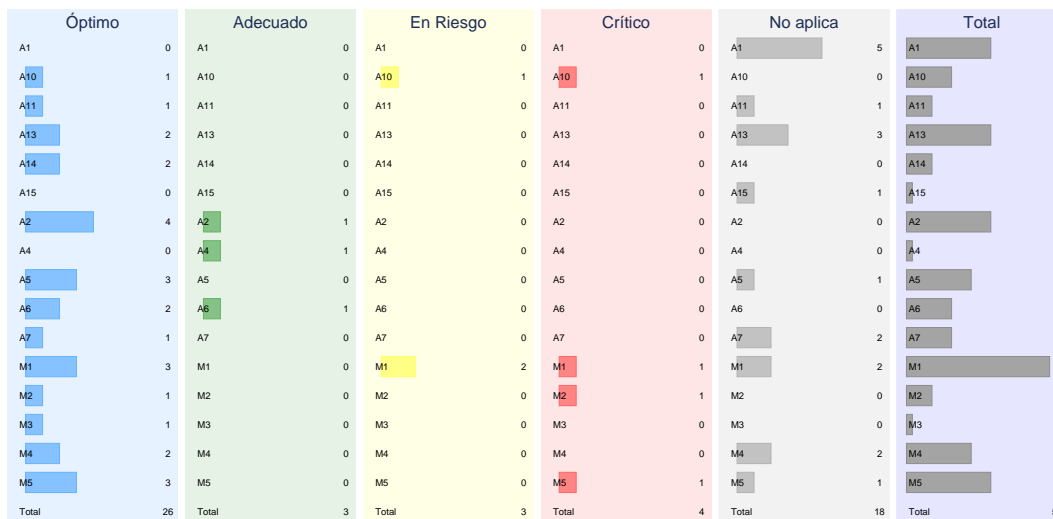 Óptimo Adecuado En Riesgo Crítico No aplica Total
A1 0 A1 0 A1 0 A1 0 A1 5 A1
A10 1 A10 0 A10 1 A10 1 A10 0 A10
A11 1 A11 0 A11 0 A11 0 A11 1 A11
A13 2 A13 0 A13 0 A13 0 A13 3 A13
A14 2 A14 0 A14 0 A14 0 A14 0 A14
A15 0 A15 0 A15 0 A15 0 A15 1 A15
A2 4 A2 1 A2 0 A2 0 A2 0 A2
A4 0 A4 1 A4 0 A4 0 A4 0 A4
A5 3 A5 0 A5 0 A5 0 A5 1 A5
A6 2 A6 1 A6 0 A6 0 A6 0 A6
A7 1 A7 0 A7 0 A7 0 A7 2 A7
M1 3 M1 0 M1 2 M1 1 M1 2 M1
M2 1 M2 0 M2 0 M2 1 M2 0 M2
M3 1 M3 0 M3 0 M3 0 M3 0 M3
M4 2 M4 0 M4 0 M4 0 M4 2 M4
M5 3 M5 0 M5 0 M5 1 M5 1 M5
Total 26 Total 3 Total 3 Total 4 Total 18 Total